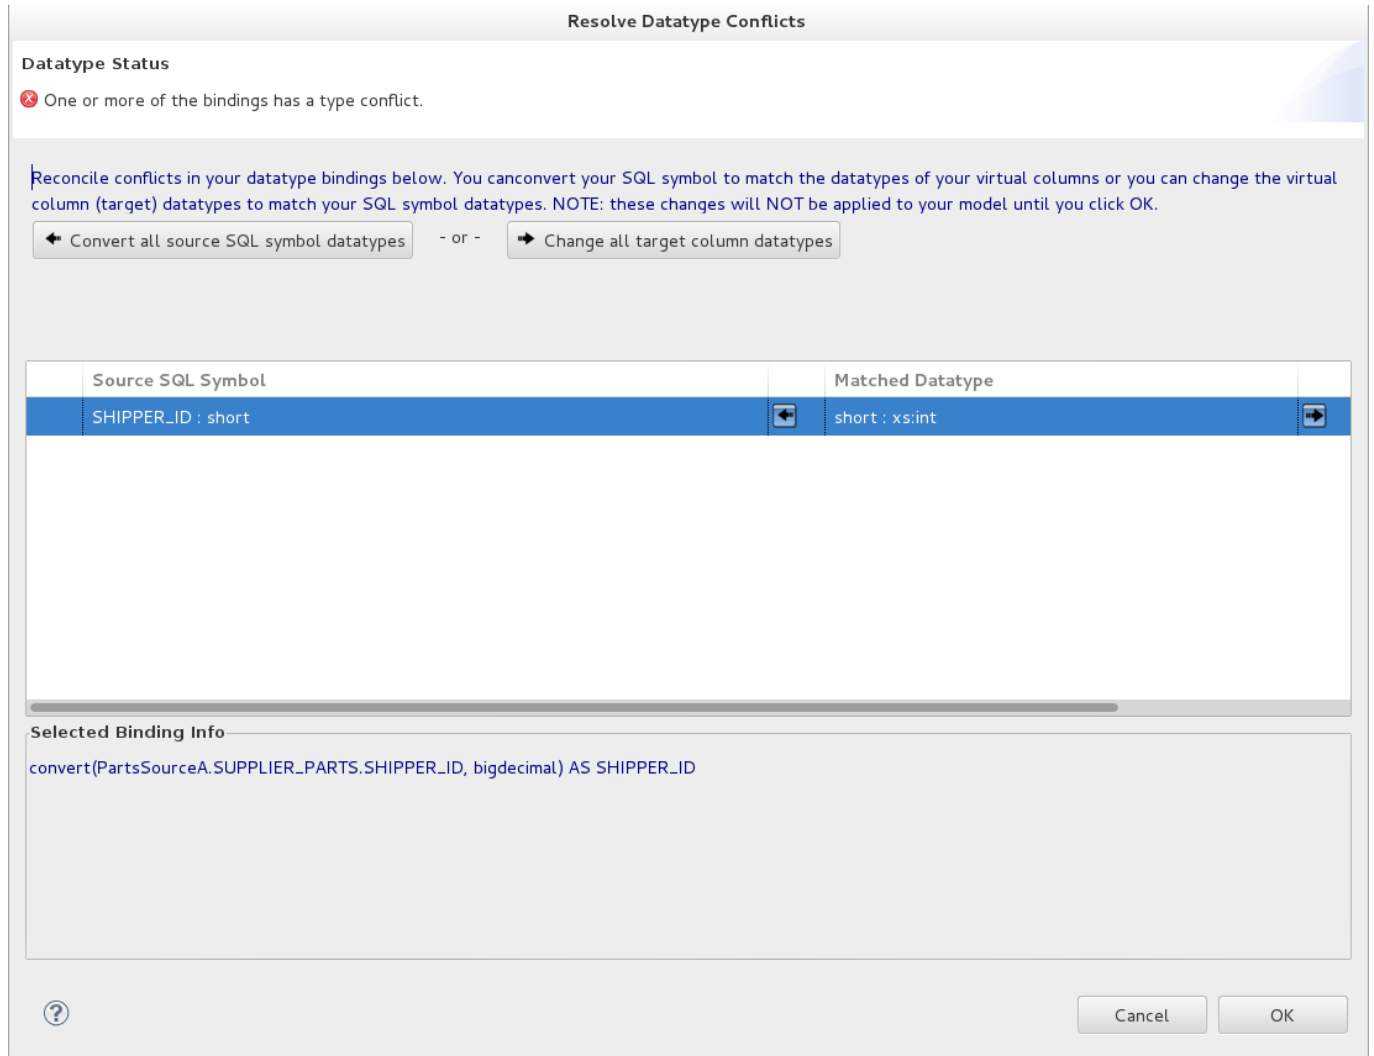 Resolve Datatype Conflicts
Datatype Status
One or more of the bindings has a type conflict.
Reconcile conflicts in your datatype bindings below. You canconvert your SQL symbol to match the datatypes of your virtual columns or you can change the virtual
column (target) datatypes to match your SQL symbol datatypes. NOTE: these changes will NOT be applied to your model until you click OK.
Convert all source SQL symbol datatypes - or - Change all target column datatypes
Source SQL Symbol Matched Datatype
SHIPPER_ID : short short : xs:int
Selected Binding Info
convert(PartsSourceA.SUPPLIER_PARTS.SHIPPER_ID, bigdecimal) AS SHIPPER_ID
? Cancel OK